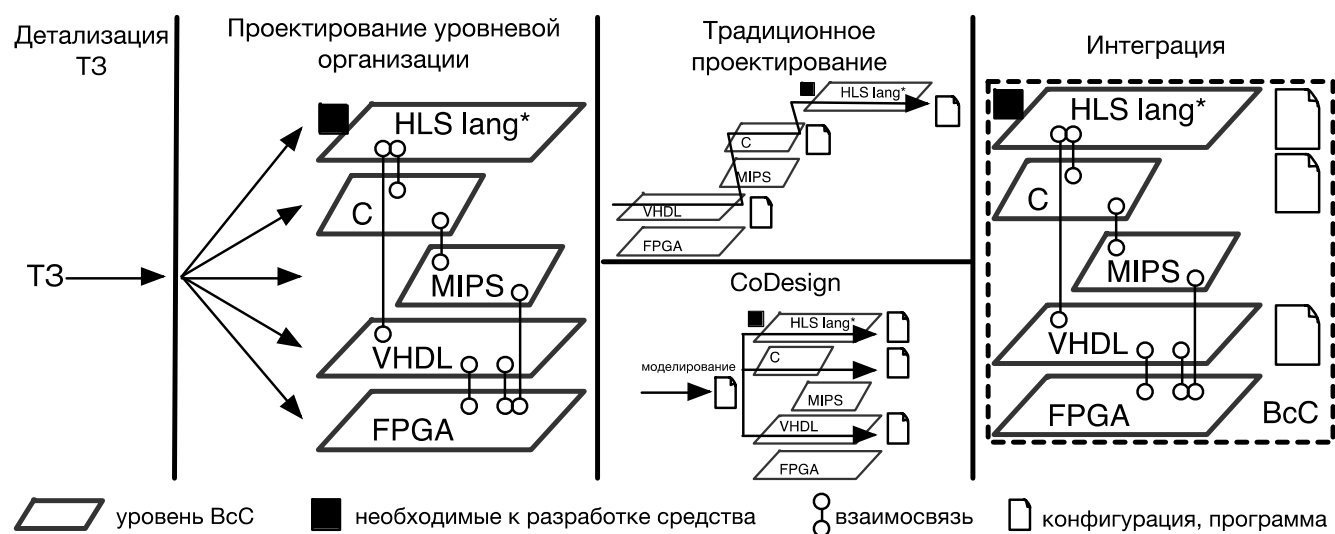 Детализация
ТЗ
Проектирование уровневой
организации
Традиционное
проектирование
Интеграция
ТЗ
HLS lang*
C
MIPS
VHDL
FPGA
HLS lang*
C
MIPS
VHDL
FPGA
CoDesign
моделирование
HLS lang*
C
MIPS
VHDL
FPGA
HLS lang*
C
MIPS
VHDL
FPGA
ВсС
уровень ВсС
необходимые к разработке средства
взаимосвязь
конфигурация, программа